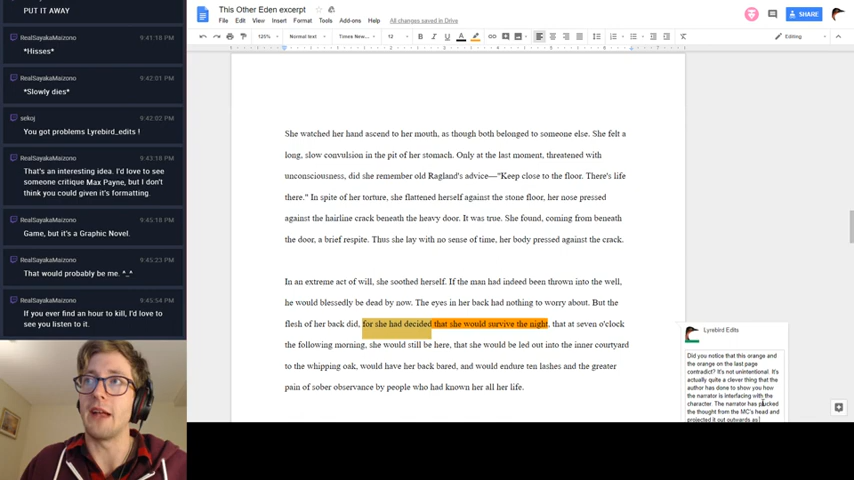 PUT IT AWAY
RealSayakaMaizono 9:41:18 PM
*Hisses*
RealSayakaMaizono 9:42:01 PM
*Slowly dies*
sekoj 9:42:02 PM
You got problems Lyrebird_edits !
RealSayakaMaizono 9:43:18 PM
That's an interesting idea. I'd love to see
someone critique Max Payne, but I don't
think you could given it's formatting.
RealSayakaMaizono 9:45:18 PM
Game, but it's a Graphic Novel.
RealSayakaMaizono 9:45:23 PM
That would probably be me. ^_^
RealSayakaMaizono 9:45:54 PM
If you ever find an hour to kill, I'd love to
see you listen to it.
This Other Eden excerpt
File Edit View Insert Format Tools Add-ons Help All changes saved in Drive
SHARE
125% Normal text Times New... 12 B I U A Editing
She watched her hand ascend to her mouth, as though both belonged to someone else. She felt a
long, slow convulsion in the pit of her stomach. Only at the last moment, threatened with
unconsciousness, did she remember old Ragland's advice—"Keep close to the floor. There's life
there." In spite of her torture, she flattened herself against the stone floor, her nose pressed
against the hairline crack beneath the heavy door. It was true. She found, coming from beneath
the door, a brief respite. Thus she lay with no sense of time, her body pressed against the crack.
In an extreme act of will, she soothed herself. If the man had indeed been thrown into the well,
he would blessedly be dead by now. The eyes in her back had nothing to worry about. But the
flesh of her back did, for she had decided that she would survive the night, that at seven o'clock
the following morning, she would still be here, that she would be led out into the inner courtyard
to the whipping oak, would have her back bared, and would endure ten lashes and the greater
pain of sober observance by people who had known her all her life.
Lyrebird Edits
Did you notice that this orange and
the orange on the last page
contradict? It's not unintentional. It's
actually quite a clever thing that the
author has done to show you how
the narrator is interfacing with the
character. The narrator has plucked
the thought from the MC's head and
projected it out outwards as